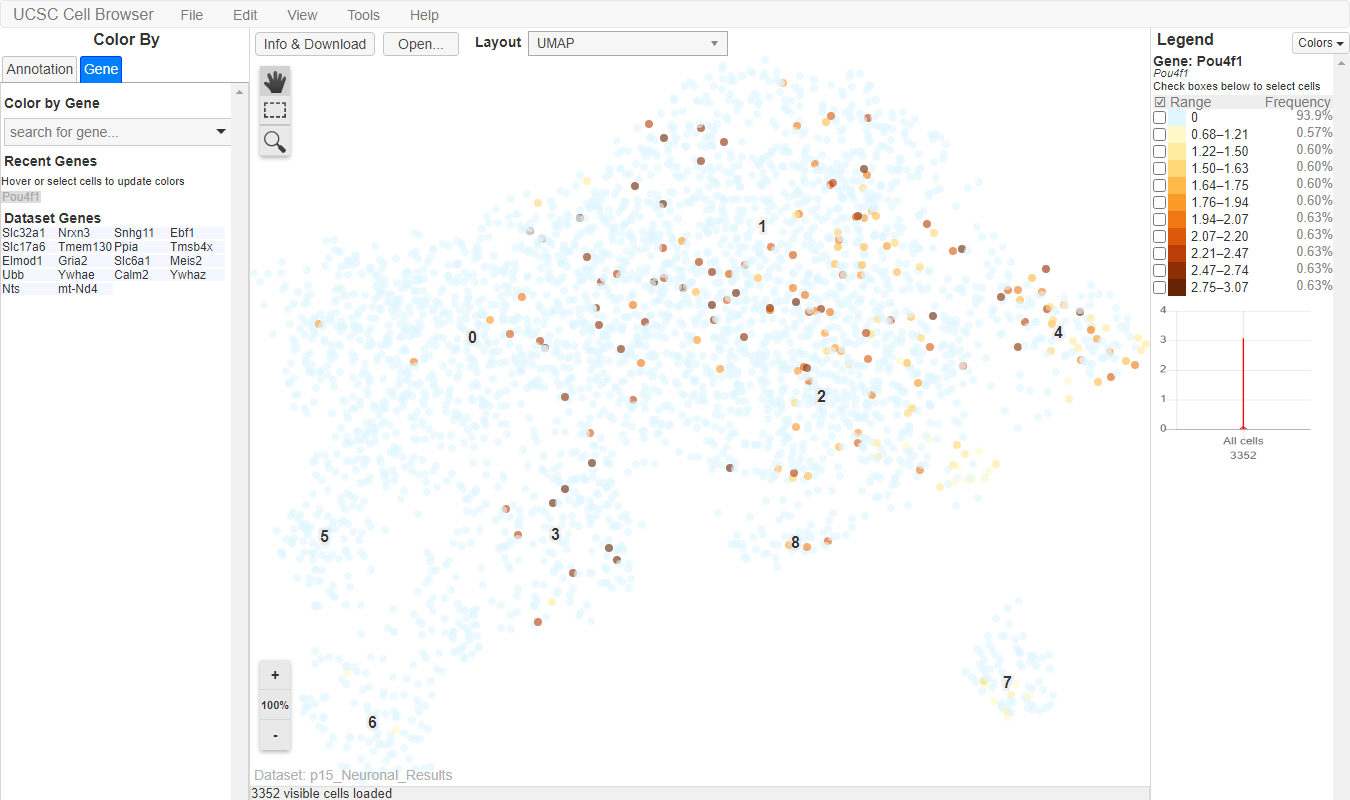 UCSC Cell Browser File Edit View Tools Help
Color By
Annotation Gene
Color by Gene
search for gene...
Recent Genes
Hover or select cells to update colors
Pou4f1
Dataset Genes
Slc32a1 Nrxn3 Snhg11 Ebf1
Slc17a6 Tmem130 Ppia Tmsb4x
Elmod1 Gria2 Slc6a1 Meis2
Ubb Ywhae Calm2 Ywhaz
Nts mt-Nd4
Info & Download Open... Layout UMAP
1
0
4
2
5
3
8
7
6
+
100%
-
Dataset: p15_Neuronal_Results
3352 visible cells loaded
Legend Colors
Gene: Pou4f1
Pou4f1
Check boxes below to select cells
Range Frequency
0 93.9%
0.68–1.21 0.57%
1.22–1.50 0.60%
1.50–1.63 0.60%
1.64–1.75 0.60%
1.76–1.94 0.60%
1.94–2.07 0.63%
2.07–2.20 0.63%
2.21–2.47 0.63%
2.47–2.74 0.63%
2.75–3.07 0.63%
4
3
2
1
0
All cells
3352